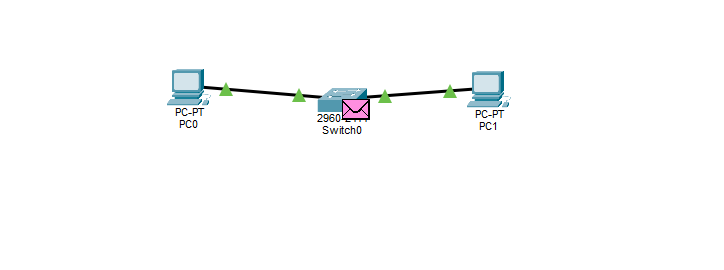 PC-PT
PC0
2960-
Switch0
PC-PT
PC1